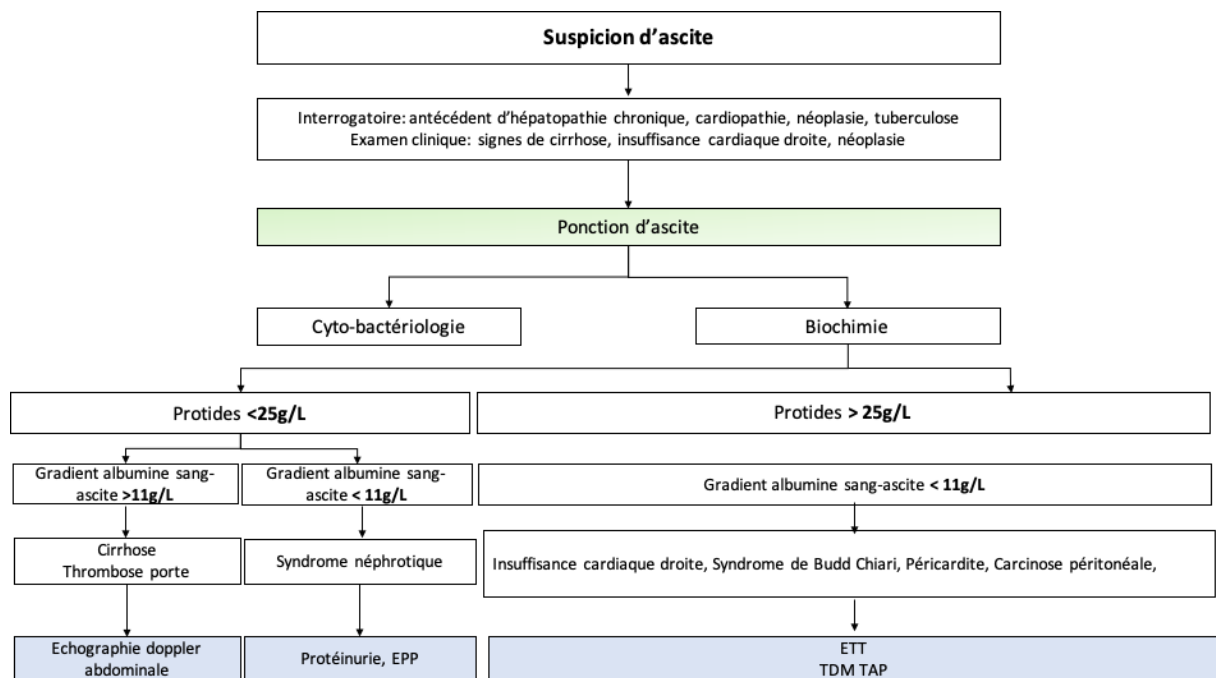 Suspicion d'ascite
Interrogatoire: antécédent d'hépatopathie chronique, cardiopathie, néoplasie, tuberculose
Examen clinique: signes de cirrhose, insuffisance cardiaque droite, néoplasie
Ponction d'ascite
Cyto-bactériologie
Biochimie
Protides <25g/L
Protides > 25g/L
Gradient albumine sang-
ascite >11g/L
Gradient albumine sang-
ascite < 11g/L
Gradient albumine sang-ascite < 11g/L
Cirrhose
Thrombose porte
Syndrome néphrotique
Insuffisance cardiaque droite, Syndrome de Budd Chiari, Péricardite, Carcinose péritonéale,
Echographie doppler
abdominale
Protéinurie, EPP
ETT
TDM TAP